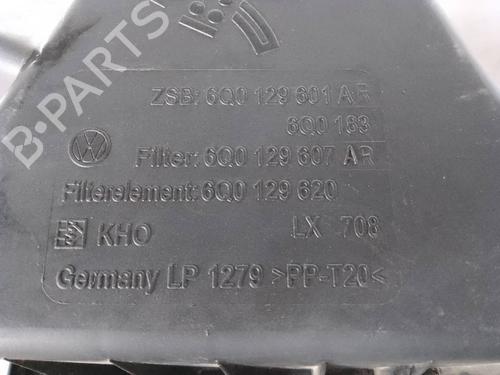 B-PARTS
ZSB: 6Q0 129 601 AR
6Q0 183
Filter: 6Q0 129 607 AR
Filterelement: 6Q0 129 620
KHO LX 708
Germany LP 1279 >PP-T20<